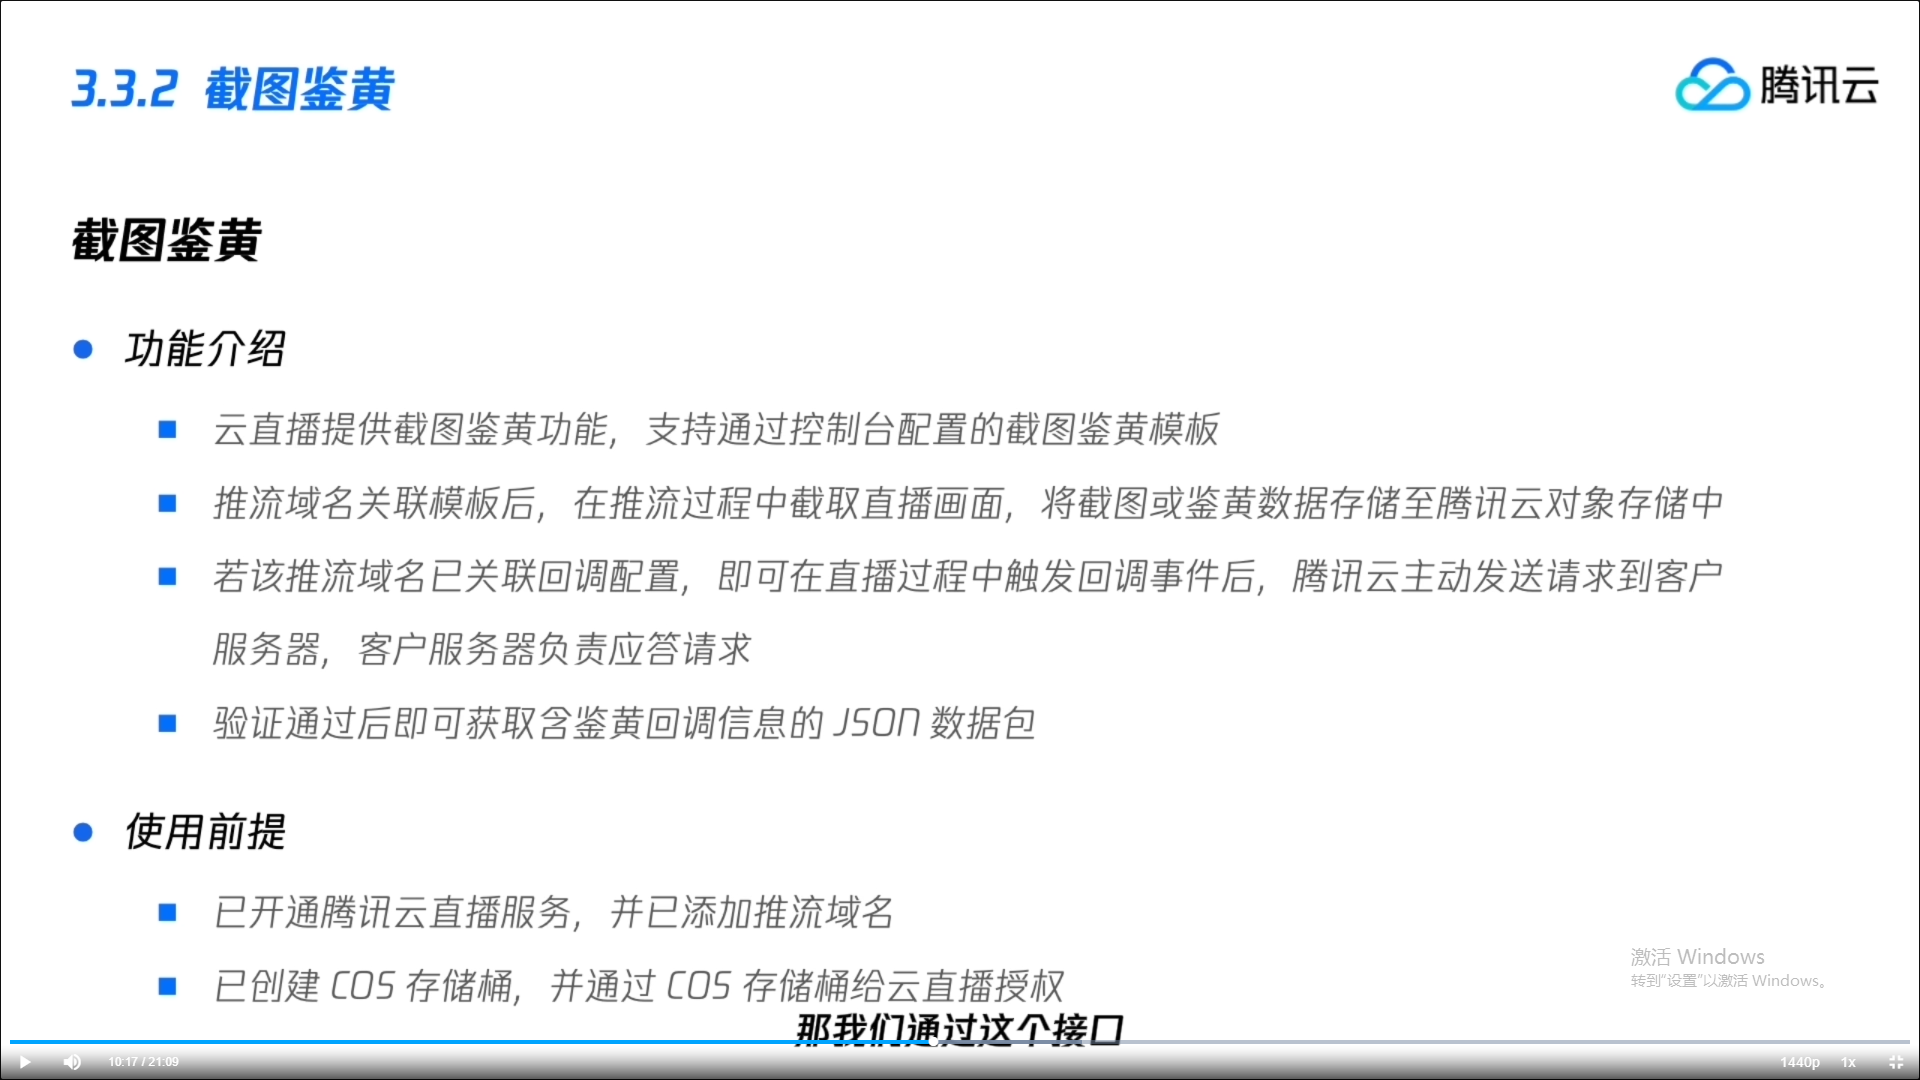 3.3.2 截图鉴黄
腾讯云
截图鉴黄
功能介绍
云直播提供截图鉴黄功能，支持通过控制台配置的截图鉴黄模板
推流域名关联模板后，在推流过程中截取直播画面，将截图或鉴黄数据存储至腾讯云对象存储中
若该推流域名已关联回调配置，即可在直播过程中触发回调事件后，腾讯云主动发送请求到客户
服务器，客户服务器负责应答请求
验证通过后即可获取含鉴黄回调信息的 JSON 数据包
使用前提
已开通腾讯云直播服务，并已添加推流域名
已创建 COS 存储桶，并通过 COS 存储桶给云直播授权
激活 Windows
转到“设置”以激活 Windows。
那我们通过这个接口
10:17 / 21:09
1440p 1x